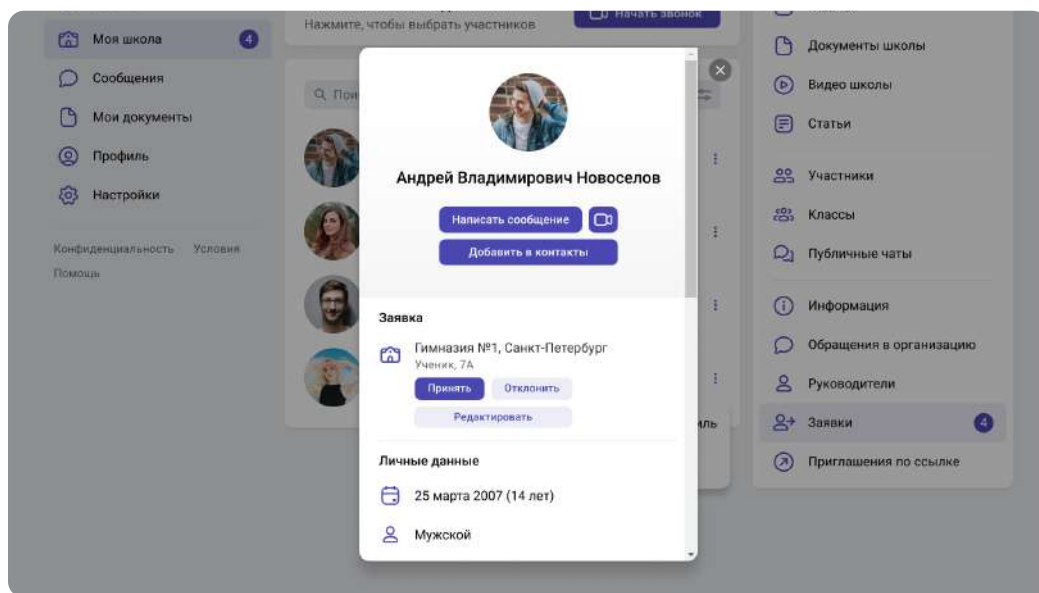 Моя школа 4
Сообщения
Мои документы
Профиль
Настройки
Конфиденциальность Условия
Помощь
Нажмите, чтобы выбрать участников
Начать звонок
Андрей Владимирович Новоселов
Написать сообщение
Добавить в контакты
Заявка
Гимназия №1, Санкт-Петербург
Ученик, 7А
Принять Отклонить
Редактировать
Личные данные
25 марта 2007 (14 лет)
Мужской
Документы школы
Видео школы
Статьи
Участники
Классы
Публичные чаты
Информация
Обращения в организацию
Руководители
Заявки 4
Приглашения по ссылке